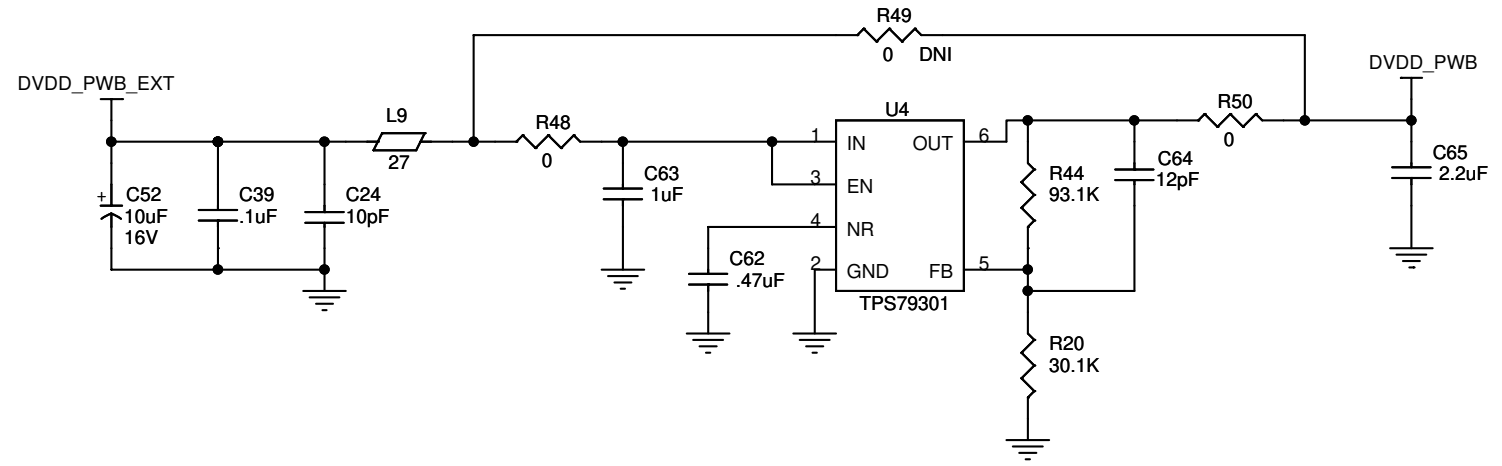 R49
0 DNI
DVDD_PWB_EXT
DVDD_PWB
L9
27
R48
0
U4
R50
0
1
IN
OUT
6
3
EN
4
NR
2
GND
FB
5
TPS79301
+
C52
10uF
16V
C39
.1uF
C24
10pF
C63
1uF
C62
.47uF
R44
93.1K
C64
12pF
C65
2.2uF
R20
30.1K